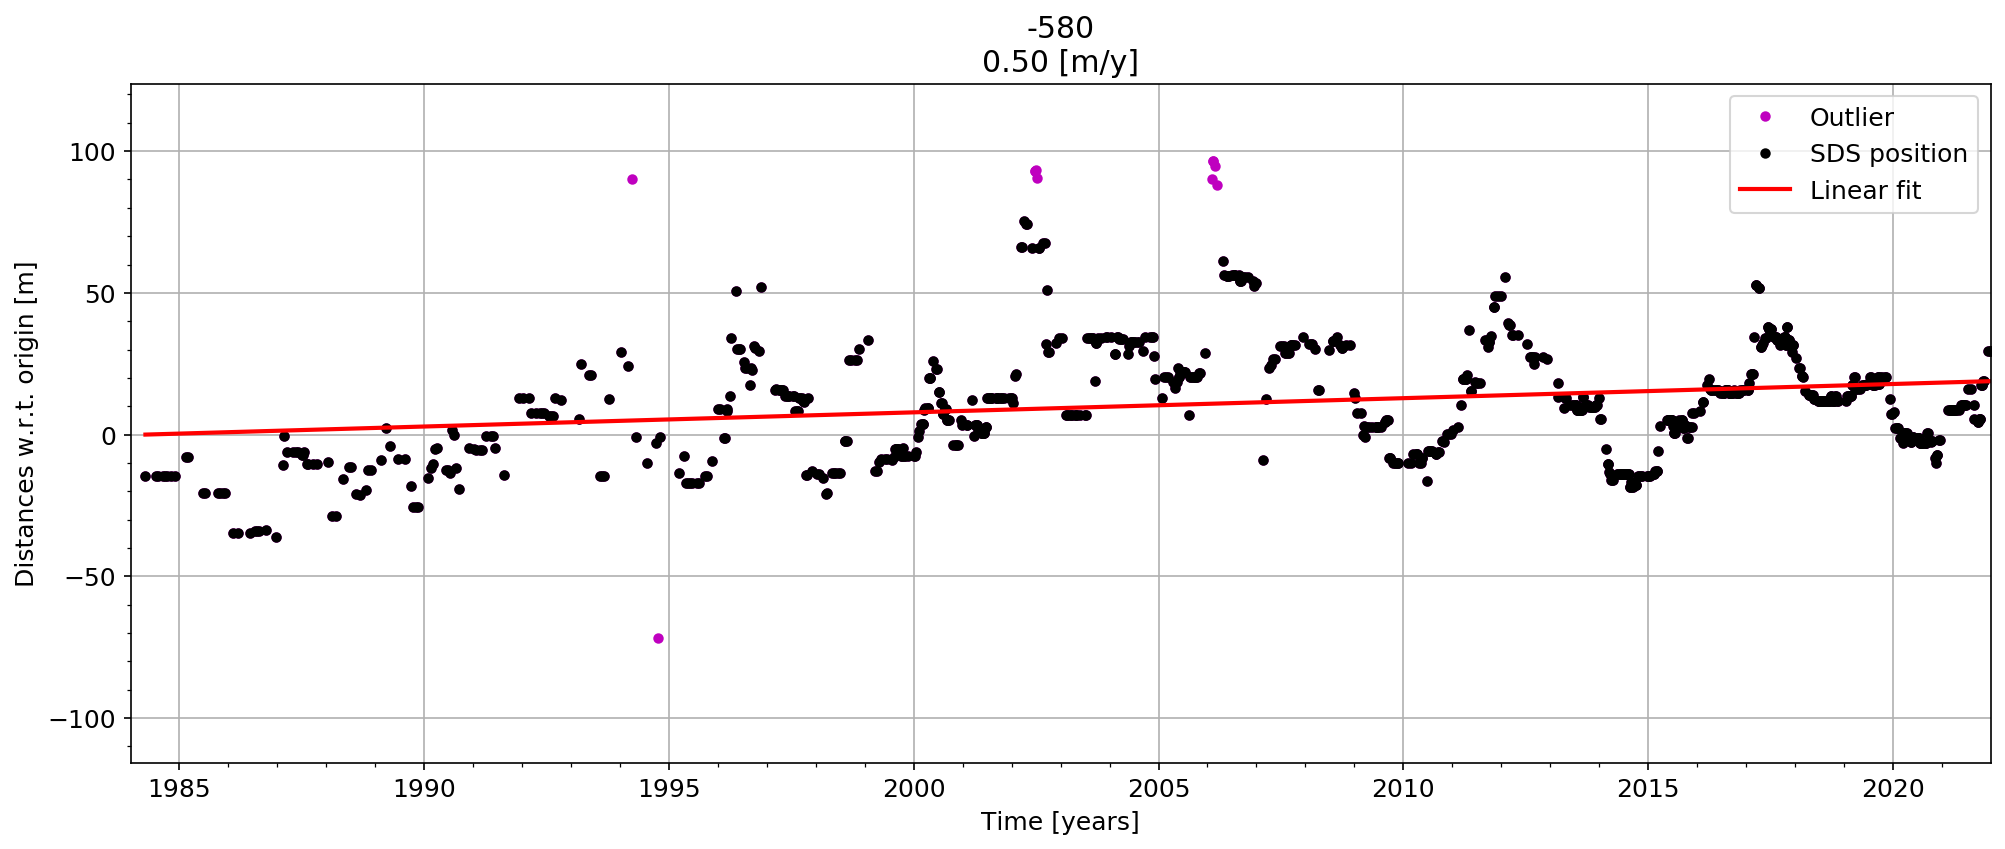 -580
0.50 [m/y]
Outlier
SDS position
Linear fit
Distances w.r.t. origin [m]
100
50
0
−50
−100
1985 1990 1995 2000 2005 2010 2015 2020
Time [years]